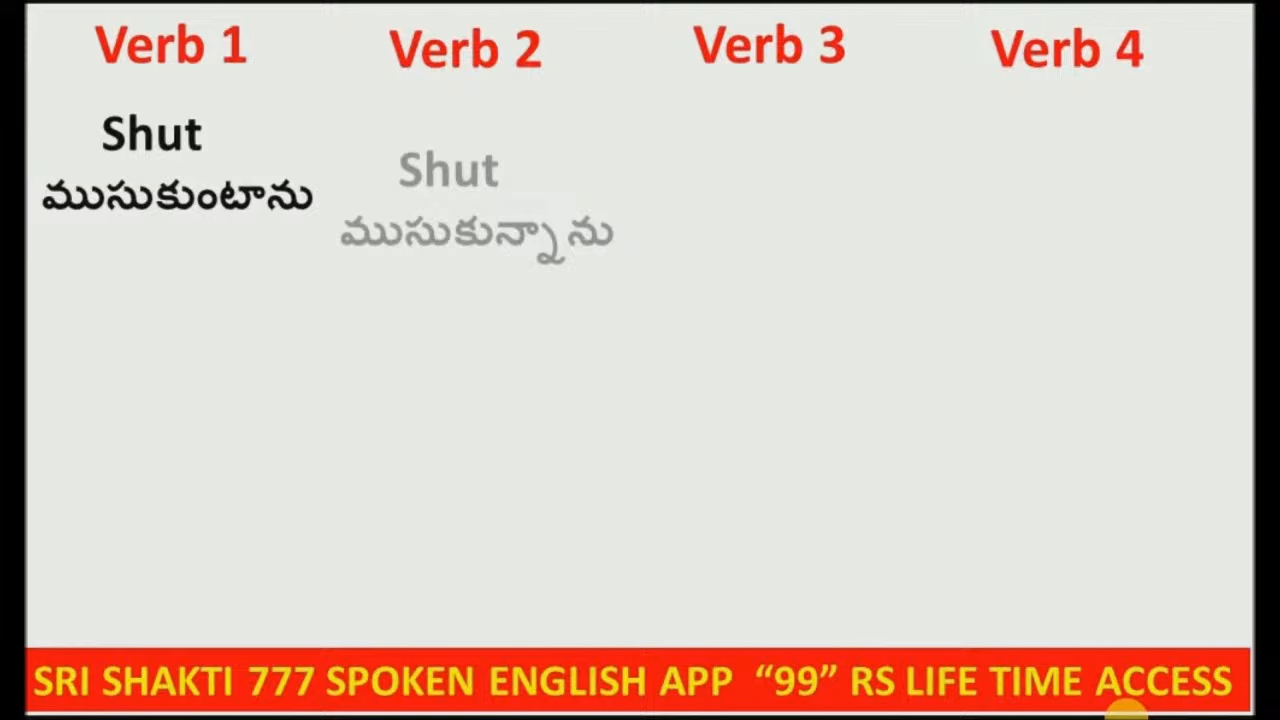 Verb 1 Verb 2 Verb 3 Verb 4
Shut
ముసుకుంటాను
Shut
ముసుకున్నాను
SRI SHAKTI 777 SPOKEN ENGLISH APP “99” RS LIFE TIME ACCESS